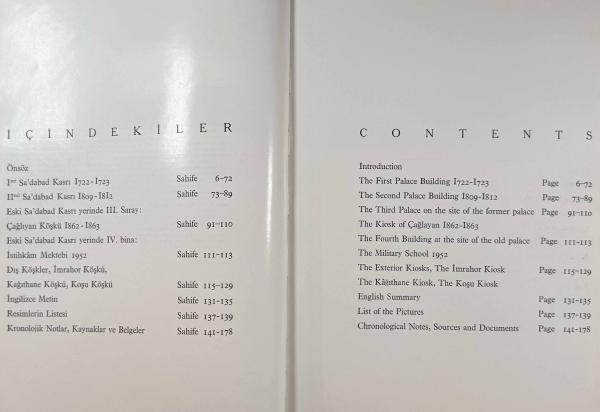 İ Ç İ N D E K İ L E R
Önsöz
Inci Sa'dabad Kasrı 1722-1723 Sahife 6-72
IInci Sa'dabad Kasrı 1809-1812 Sahife 73-89
Eski Sa'dabad Kasrı yerinde III. Saray:
Çağlıyan Köşkü 1862-1863 Sahife 91-110
Eski Sa'dabad Kasrı yerinde IV. bina:
İstihkâm Mektebi 1952 Sahife 111-113
Dış Köşkler, İmrahor Köşkü,
Kağıthane Köşkü, Koşu Köşkü Sahife 115-129
İngilizce Metin Sahife 131-135
Resimlerin Listesi Sahife 137-139
Kronolojik Notlar, Kaynaklar ve Belgeler Sahife 141-178
C O N T E N T S
Introduction
The First Palace Building 1722-1723 Page 6-72
The Second Palace Building 1809-1812 Page 73-89
The Third Palace on the site of the former palace Page 91-110
The Kiosk of Çağlayan 1862-1863
The Fourth Building at the site of the old palace Page 111-113
The Military School 1952
The Exterior Kiosks, The İmrahor Kiosk Page 115-129
The Kâğıthane Kiosk, The Koşu Kiosk
English Summary Page 131-135
List of the Pictures Page 137-139
Chronological Notes, Sources and Documents Page 141-178